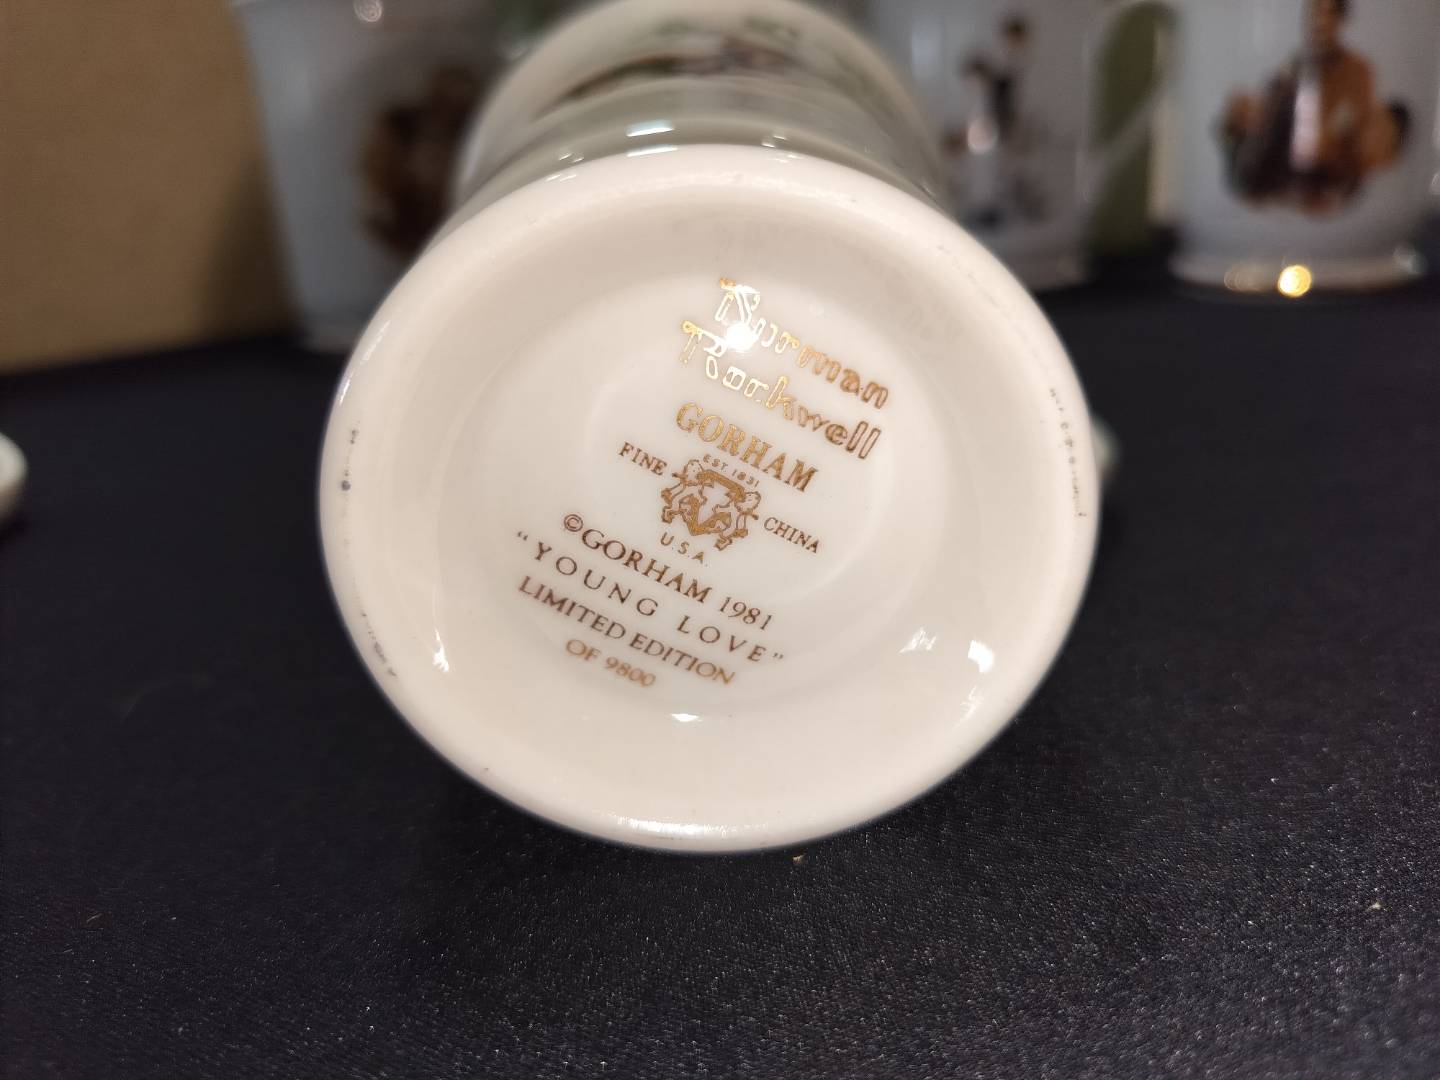 Norman
Rockwell
GORHAM
EST. 1831
FINE CHINA
U.S.A.
©GORHAM 1981
"YOUNG LOVE"
LIMITED EDITION
OF 9800